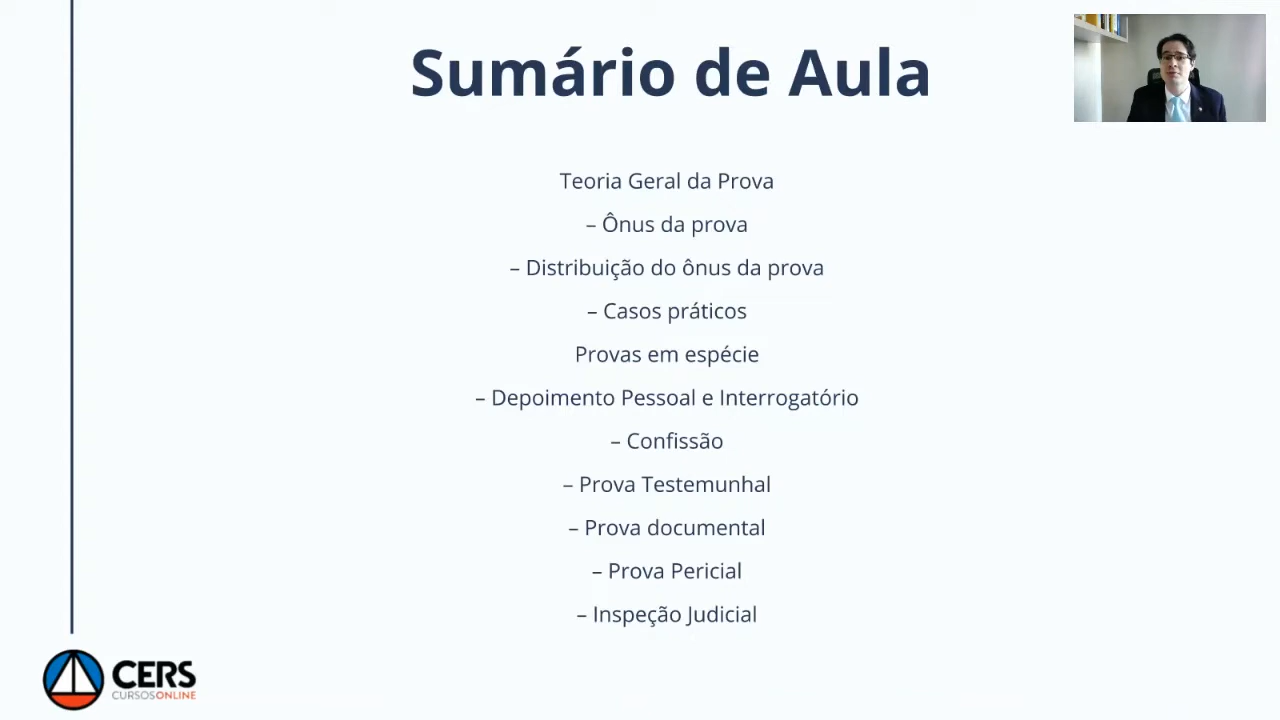 Sumário de Aula
Teoria Geral da Prova
– Ônus da prova
– Distribuição do ônus da prova
– Casos práticos
Provas em espécie
– Depoimento Pessoal e Interrogatório
– Confissão
– Prova Testemunhal
– Prova documental
– Prova Pericial
– Inspeção Judicial
CERS
CURSOSONLINE